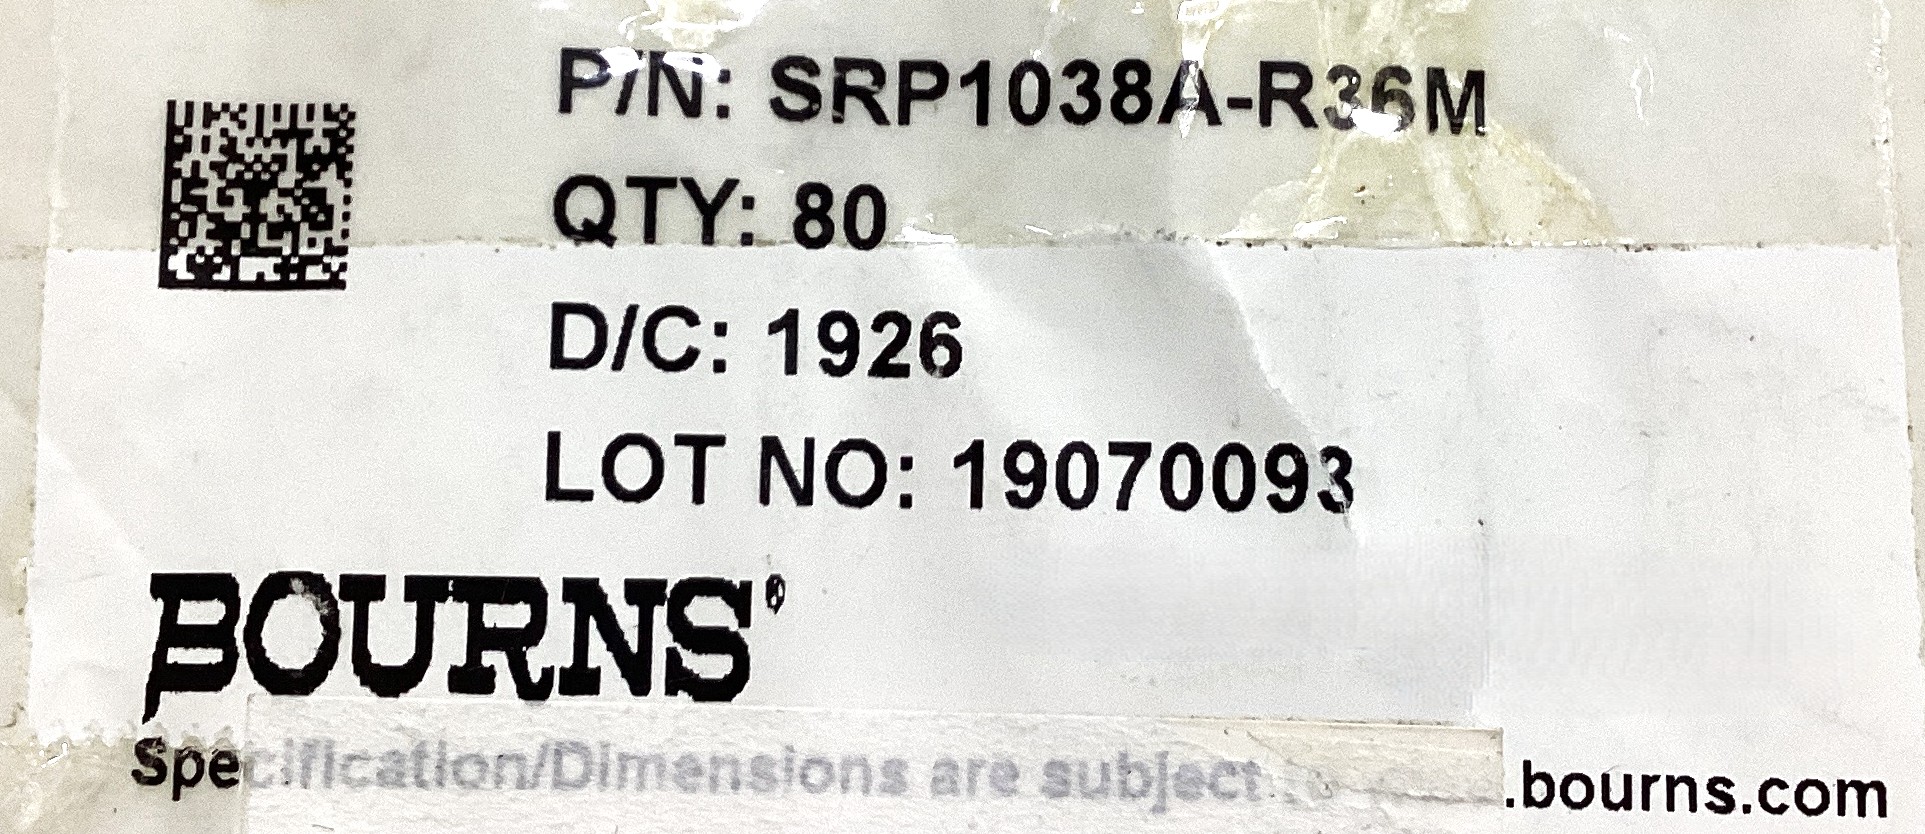 P/N: SRP1038A-R36M
QTY: 80
D/C: 1926
LOT NO: 19070093
BOURNS®
Specification/Dimensions are subject .bourns.com